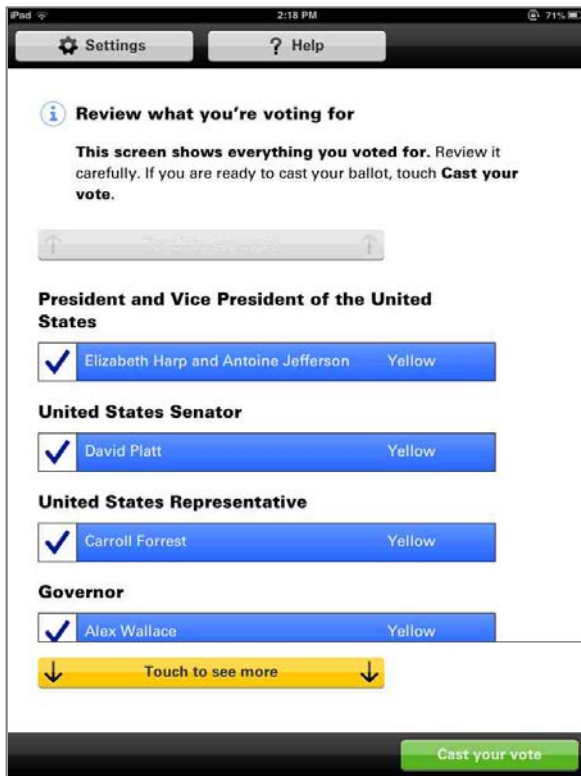 iPad 2:18 PM 71%
Settings ? Help
Review what you're voting for
This screen shows everything you voted for. Review it
carefully. If you are ready to cast your ballot, touch Cast your
vote.
President and Vice President of the United
States
Elizabeth Harp and Antoine Jefferson Yellow
United States Senator
David Platt Yellow
United States Representative
Carroll Forrest Yellow
Governor
Alex Wallace Yellow
Touch to see more
Cast your vote